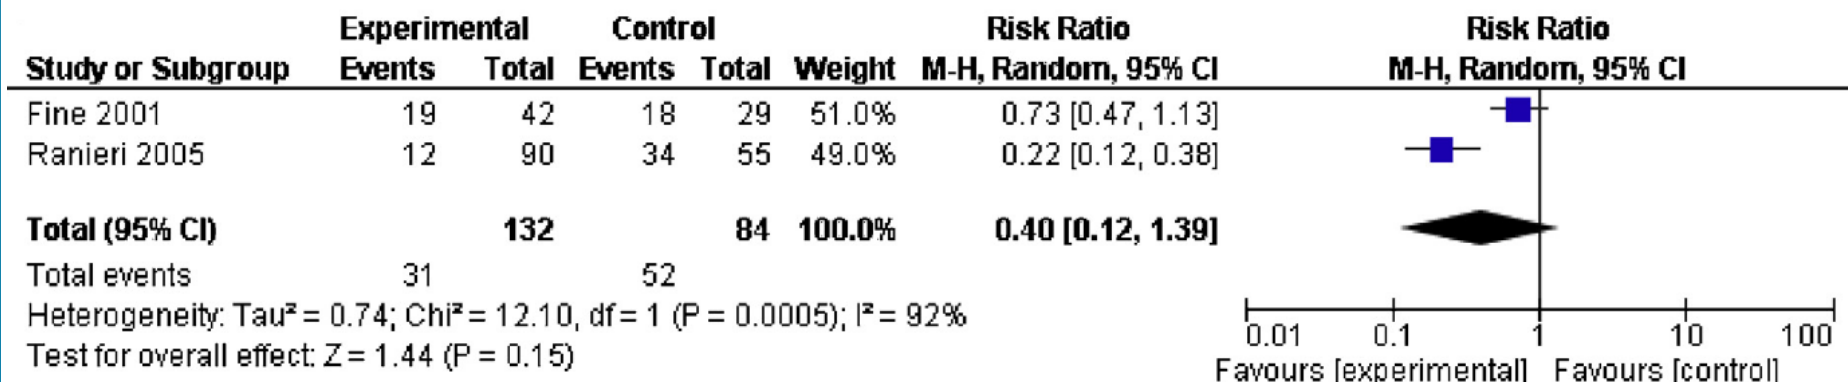 Experimental Control Risk Ratio Risk Ratio
Study or Subgroup Events Total Events Total Weight M-H, Random, 95% CI M-H, Random, 95% CI
Fine 2001 19 42 18 29 51.0% 0.73 [0.47, 1.13]
Ranieri 2005 12 90 34 55 49.0% 0.22 [0.12, 0.38]
Total (95% CI) 132 84 100.0% 0.40 [0.12, 1.39]
Total events 31 52
Heterogeneity: Tau² = 0.74; Chi² = 12.10, df = 1 (P = 0.0005); I² = 92%
0.01 0.1 1 10 100
Test for overall effect: Z = 1.44 (P = 0.15)
Favours [experimental] Favours [control]